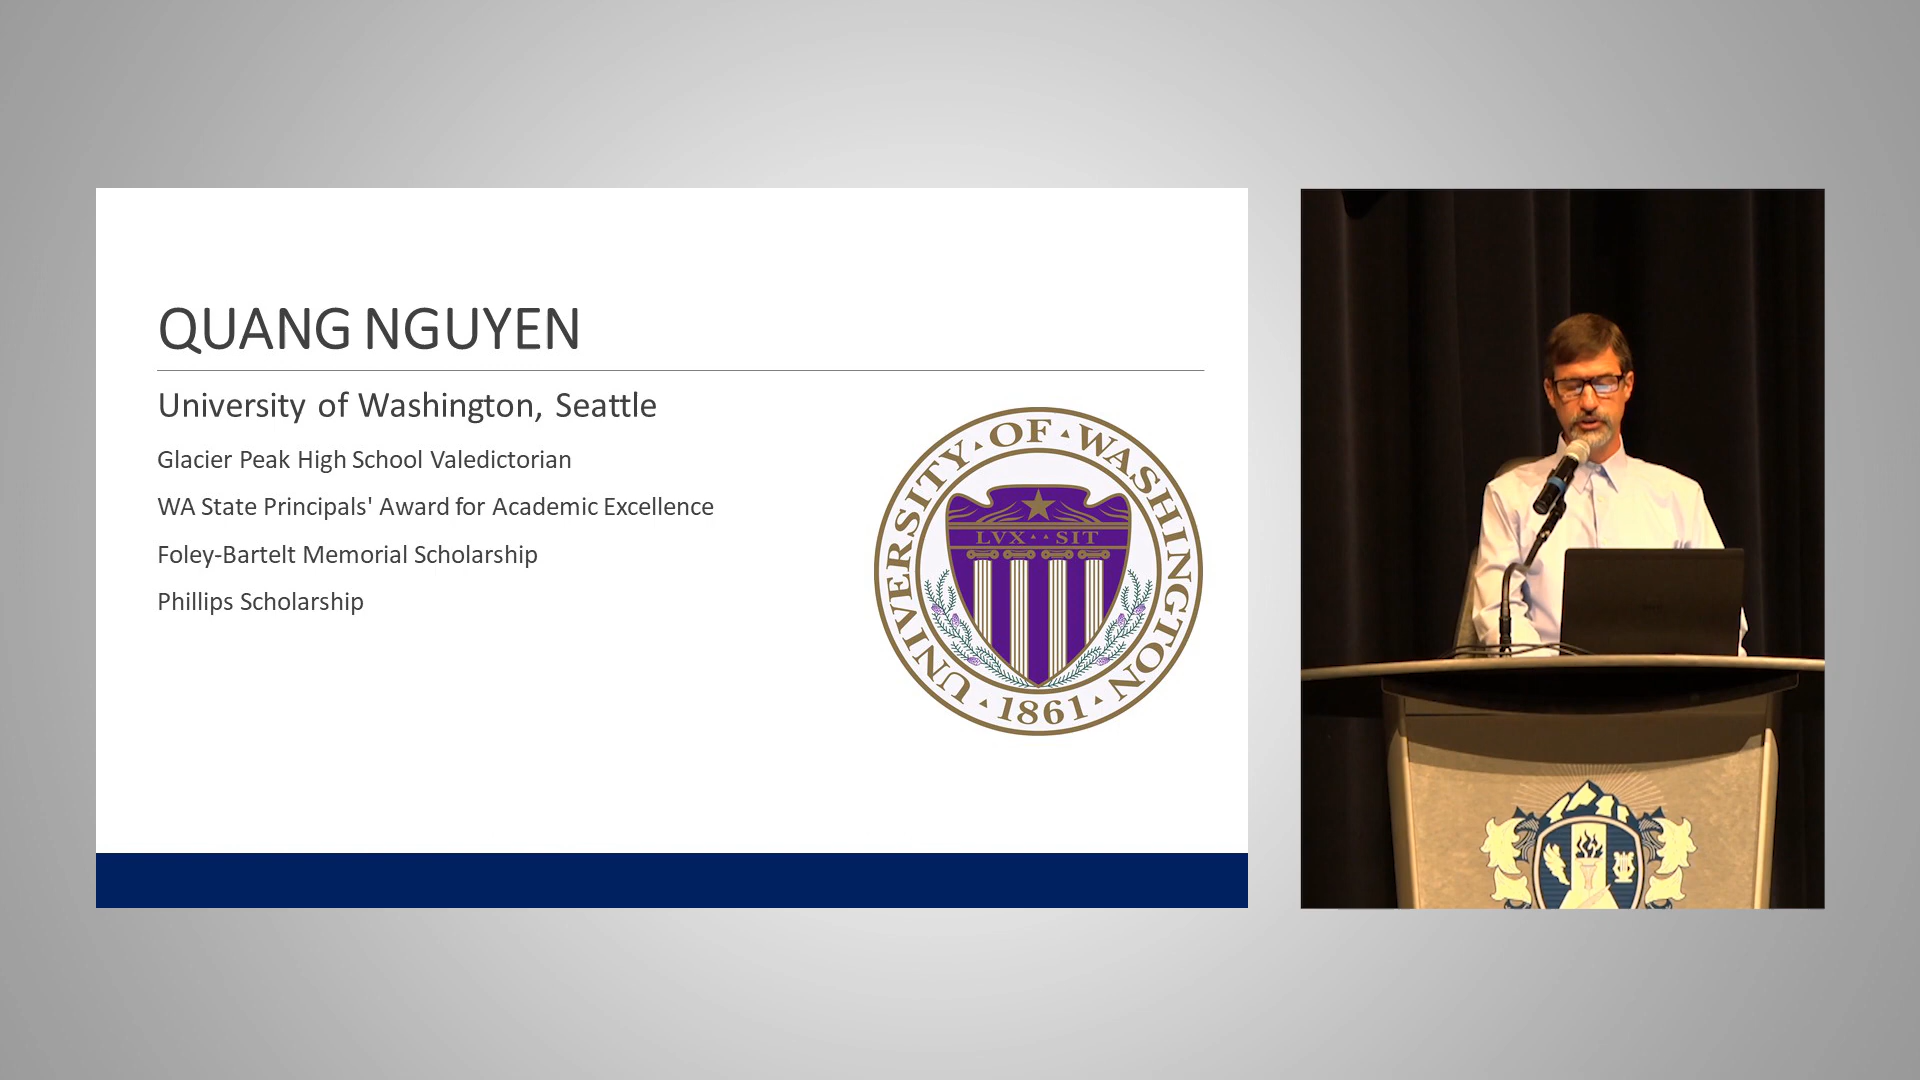 QUANG NGUYEN
University of Washington, Seattle
Glacier Peak High School Valedictorian
WA State Principals' Award for Academic Excellence
Foley-Bartelt Memorial Scholarship
Phillips Scholarship
UNIVERSITY · OF · WASHINGTON
LVX SIT
1861